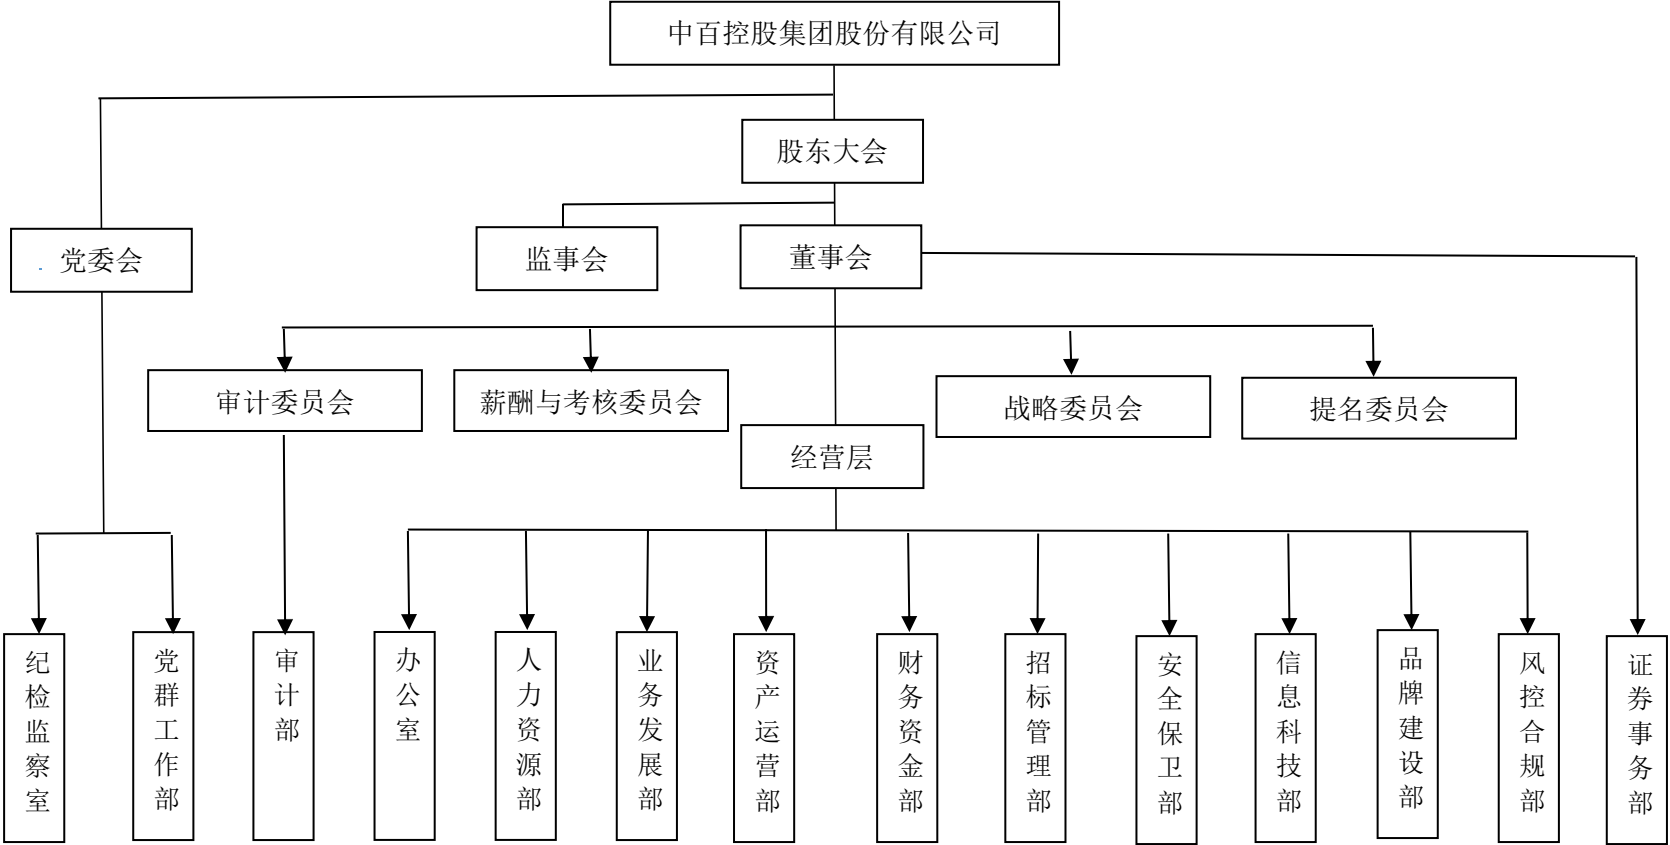 中百控股集团股份有限公司
股东大会
党委会
监事会
董事会
审计委员会
薪酬与考核委员会
战略委员会
提名委员会
经营层
纪检监察室
党群工作部
审计部
办公室
人力资源部
业务发展部
资产运营部
财务资金部
招标管理部
安全保卫部
信息科技部
品牌建设部
风控合规部
证券事务部